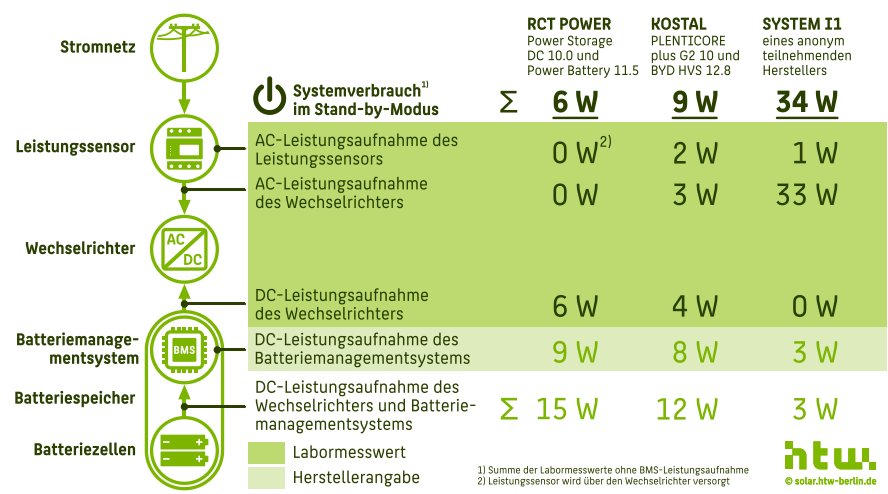 RCT POWER
Power Storage
DC 10.0 und
Power Battery 11.5
KOSTAL
PLENTICORE
plus G2 10 und
BYD HVS 12.8
SYSTEM I1
eines anonym
teilnehmenden
Herstellers
Stromnetz
Systemverbrauch1)
im Stand-by-Modus
Σ 6 W 9 W 34 W
Leistungssensor
AC-Leistungsaufnahme des
Leistungssensors
0 W2) 2 W 1 W
AC-Leistungsaufnahme
des Wechselrichters
0 W 3 W 33 W
Wechselrichter
AC
DC
DC-Leistungsaufnahme
des Wechselrichters
6 W 4 W 0 W
Batteriemanage-
mentsystem
BMS
DC-Leistungsaufnahme des
Batteriemanagementsystems
9 W 8 W 3 W
Batteriespeicher
DC-Leistungsaufnahme des
Wechselrichters und Batterie-
managementsystems
Σ 15 W 12 W 3 W
Batteriezellen
Labormesswert
Herstellerangabe
1) Summe der Labormesswerte ohne BMS-Leistungsaufnahme
2) Leistungssensor wird über den Wechselrichter versorgt
htw.
© solar.htw-berlin.de